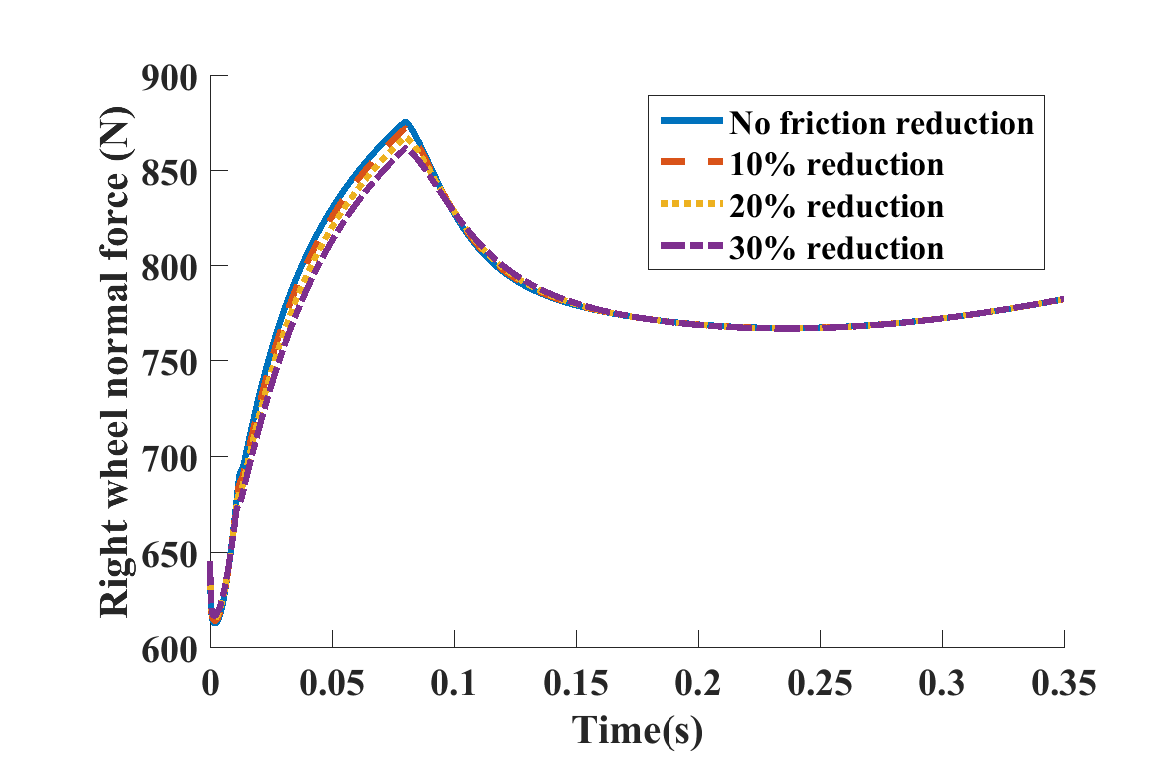 Right wheel normal force (N)
900
850
800
750
700
650
600
No friction reduction
10% reduction
20% reduction
30% reduction
0 0.05 0.1 0.15 0.2 0.25 0.3 0.35
Time(s)